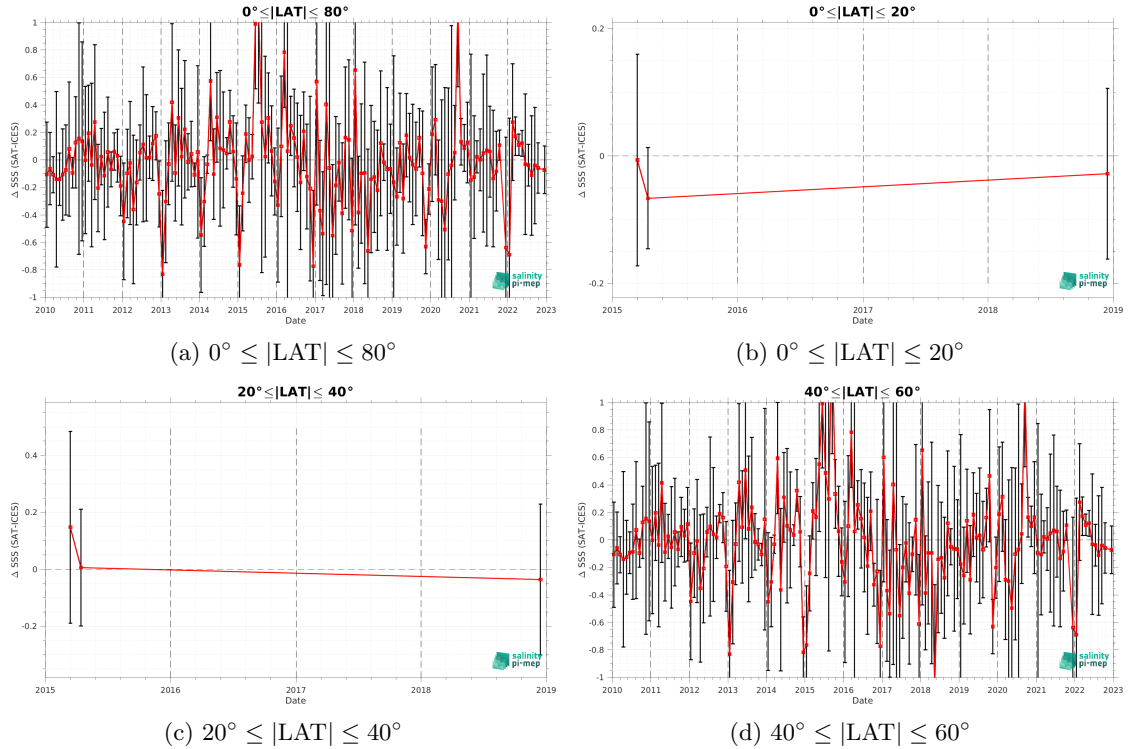 0°≤|LAT|≤ 80°
Δ SSS (SAT-ICES)
1
0.8
0.6
0.4
0.2
0
-0.2
-0.4
-0.6
-0.8
-1
2010 2011 2012 2013 2014 2015 2016 2017 2018 2019 2020 2021 2022 2023
Date
salinity
pi-mep
(a) 0° ≤ |LAT| ≤ 80°
0°≤|LAT|≤ 20°
Δ SSS (SAT-ICES)
0.2
0
-0.2
2015 2016 2017 2018 2019
Date
salinity
pi-mep
(b) 0° ≤ |LAT| ≤ 20°
20°≤|LAT|≤ 40°
Δ SSS (SAT-ICES)
0.4
0.2
0
-0.2
2015 2016 2017 2018 2019
Date
salinity
pi-mep
(c) 20° ≤ |LAT| ≤ 40°
40°≤|LAT|≤ 60°
Δ SSS (SAT-ICES)
1
0.8
0.6
0.4
0.2
0
-0.2
-0.4
-0.6
-0.8
-1
2010 2011 2012 2013 2014 2015 2016 2017 2018 2019 2020 2021 2022 2023
Date
salinity
pi-mep
(d) 40° ≤ |LAT| ≤ 60°